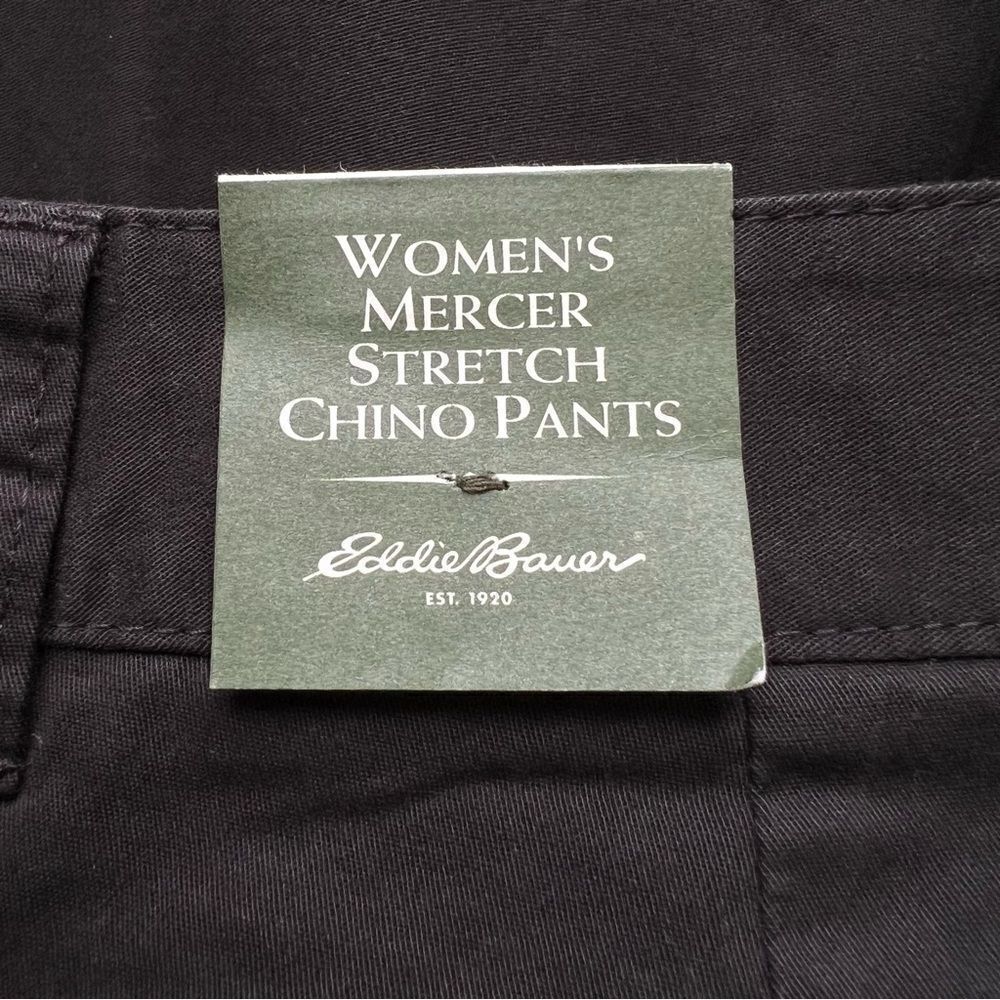 WOMEN'S
MERCER
STRETCH
CHINO PANTS
Eddie Bauer
EST. 1920